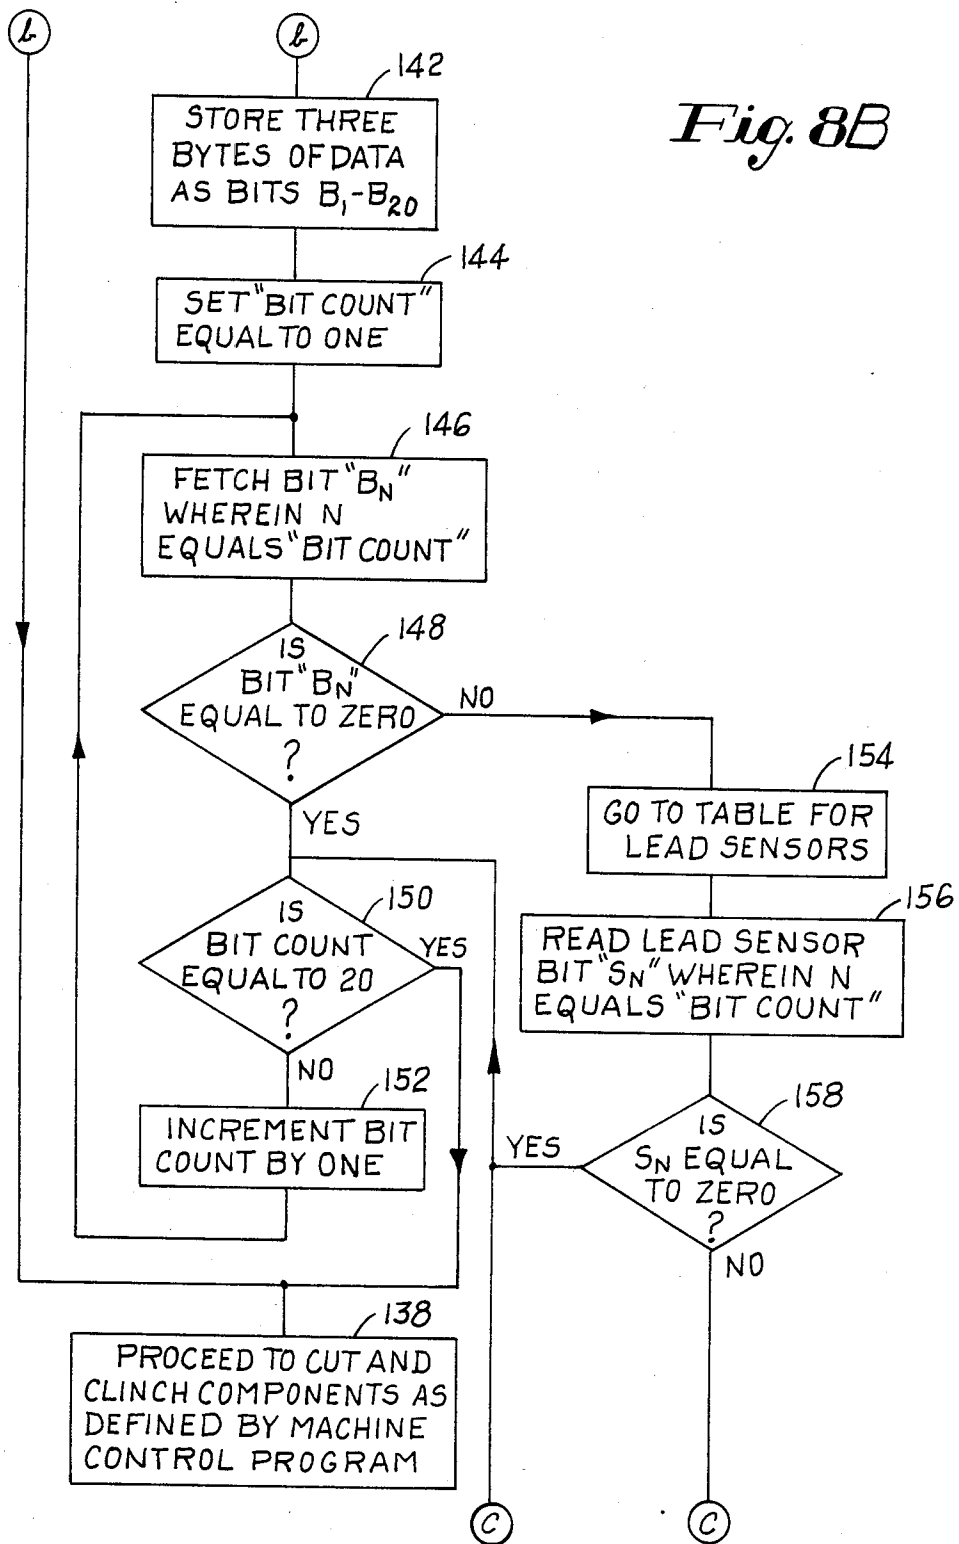 b
b
142
STORE THREE
BYTES OF DATA
AS BITS B1-B20
Fig. 8B
144
SET "BIT COUNT"
EQUAL TO ONE
146
FETCH BIT "BN"
WHEREIN N
EQUALS "BIT COUNT"
148
IS
BIT "BN"
EQUAL TO ZERO
?
NO
YES
154
GO TO TABLE FOR
LEAD SENSORS
150
IS
BIT COUNT
EQUAL TO 20
?
YES
NO
156
READ LEAD SENSOR
BIT "SN" WHEREIN N
EQUALS "BIT COUNT"
152
INCREMENT BIT
COUNT BY ONE
158
IS
SN EQUAL
TO ZERO
?
YES
NO
138
PROCEED TO CUT AND
CLINCH COMPONENTS AS
DEFINED BY MACHINE
CONTROL PROGRAM
C
C